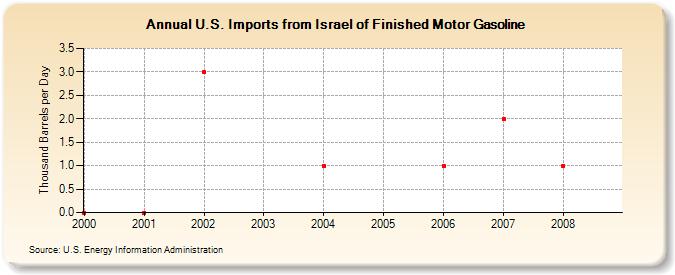 Annual U.S. Imports from Israel of Finished Motor Gasoline
Thousand Barrels per Day
3.5
3.0
2.5
2.0
1.5
1.0
0.5
0.0
2000 2001 2002 2003 2004 2005 2006 2007 2008
Source: U.S. Energy Information Administration